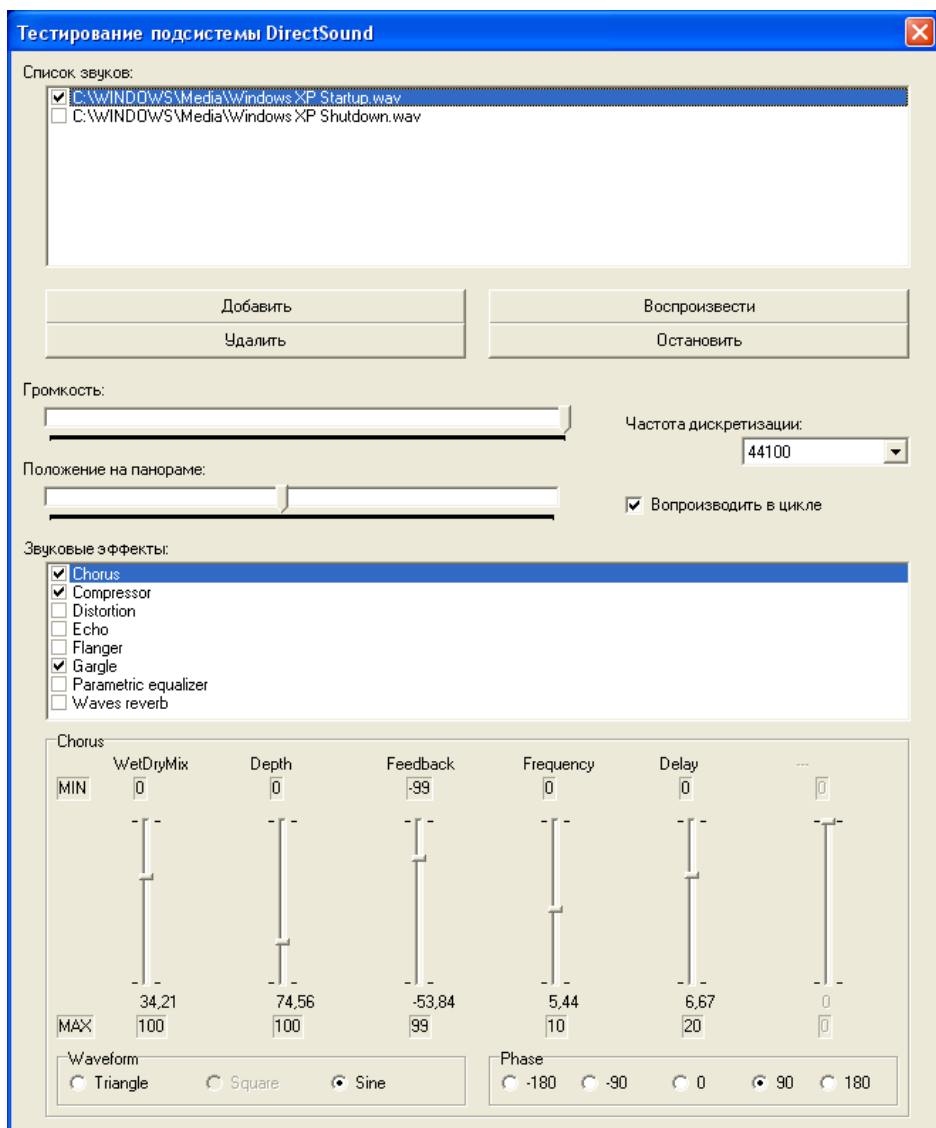 Тестирование подсистемы DirectSound
Список звуков:
C:\WINDOWS\Media\Windows XP Startup.wav
C:\WINDOWS\Media\Windows XP Shutdown.wav
Добавить Воспроизвести
Удалить Остановить
Громкость:
Частота дискретизации:
44100
Положение на панораме:
Вопроизводить в цикле
Звуковые эффекты:
Chorus
Compressor
Distortion
Echo
Flanger
Gargle
Parametric equalizer
Waves reverb
Chorus
WetDryMix Depth Feedback Frequency Delay ---
MIN 0 0 -99 0 0 0
34,21 74,56 -53,84 5,44 6,67 0
MAX 100 100 99 10 20 0
Waveform Phase
Triangle Square Sine -180 -90 0 90 180